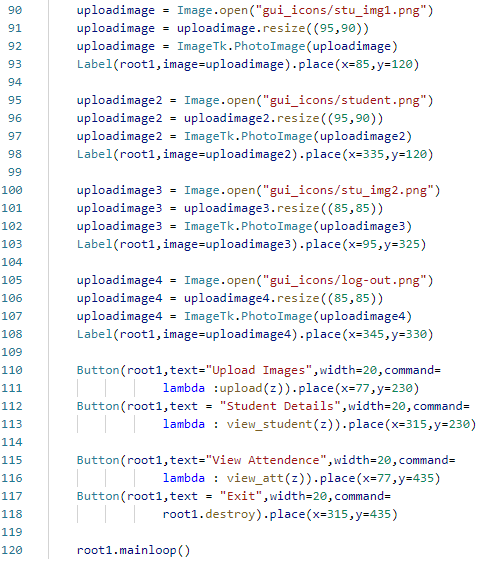 90 uploadimage = Image.open("gui_icons/stu_img1.png")
91 uploadimage = uploadimage.resize((95,90))
92 uploadimage = ImageTk.PhotoImage(uploadimage)
93 Label(root1,image=uploadimage).place(x=85,y=120)
94
95 uploadimage2 = Image.open("gui_icons/student.png")
96 uploadimage2 = uploadimage2.resize((95,90))
97 uploadimage2 = ImageTk.PhotoImage(uploadimage2)
98 Label(root1,image=uploadimage2).place(x=335,y=120)
99
100 uploadimage3 = Image.open("gui_icons/stu_img2.png")
101 uploadimage3 = uploadimage3.resize((85,85))
102 uploadimage3 = ImageTk.PhotoImage(uploadimage3)
103 Label(root1,image=uploadimage3).place(x=95,y=325)
104
105 uploadimage4 = Image.open("gui_icons/log-out.png")
106 uploadimage4 = uploadimage4.resize((85,85))
107 uploadimage4 = ImageTk.PhotoImage(uploadimage4)
108 Label(root1,image=uploadimage4).place(x=345,y=330)
109
110 Button(root1,text="Upload Images",width=20,command=
111 lambda :upload(z)).place(x=77,y=230)
112 Button(root1,text = "Student Details",width=20,command=
113 lambda : view_student(z)).place(x=315,y=230)
114
115 Button(root1,text="View Attendence",width=20,command=
116 lambda : view_att(z)).place(x=77,y=435)
117 Button(root1,text = "Exit",width=20,command=
118 root1.destroy).place(x=315,y=435)
119
120 root1.mainloop()